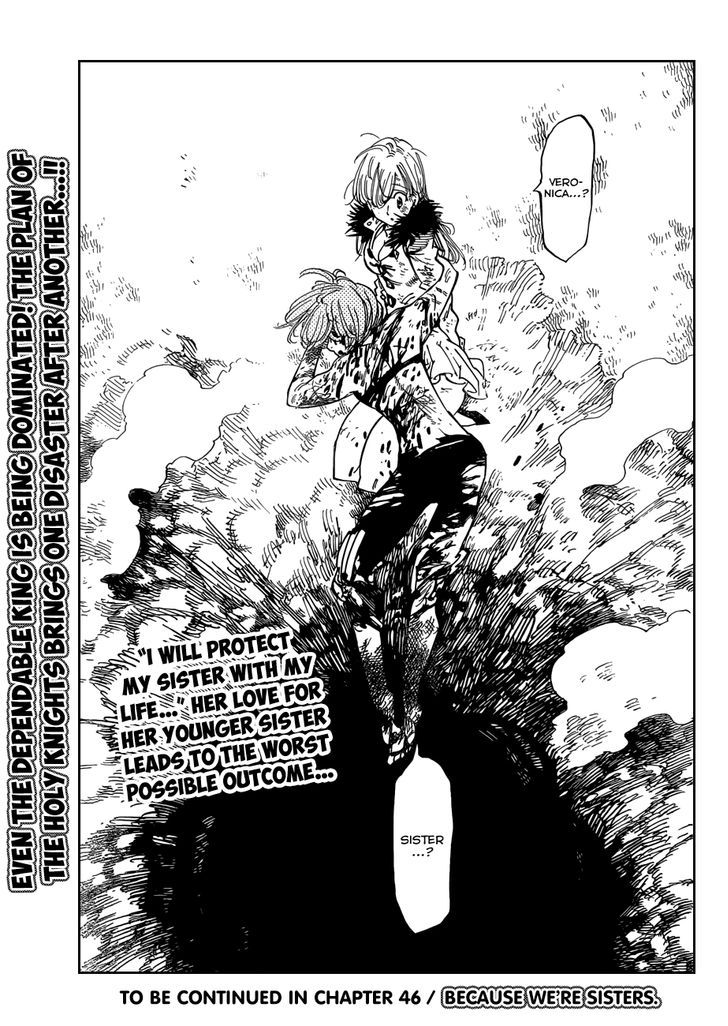 EVEN THE DEPENDABLE KING IS BEING DOMINATED! THE PLAN OF
THE HOLY KNIGHTS BRINGS ONE DISASTER AFTER ANOTHER...!!
VERO-
NICA...?
"I WILL PROTECT
MY SISTER WITH MY
LIFE..." HER LOVE FOR
HER YOUNGER SISTER
LEADS TO THE WORST
POSSIBLE OUTCOME...
SISTER
...?
TO BE CONTINUED IN CHAPTER 46 / BECAUSE WE'RE SISTERS.